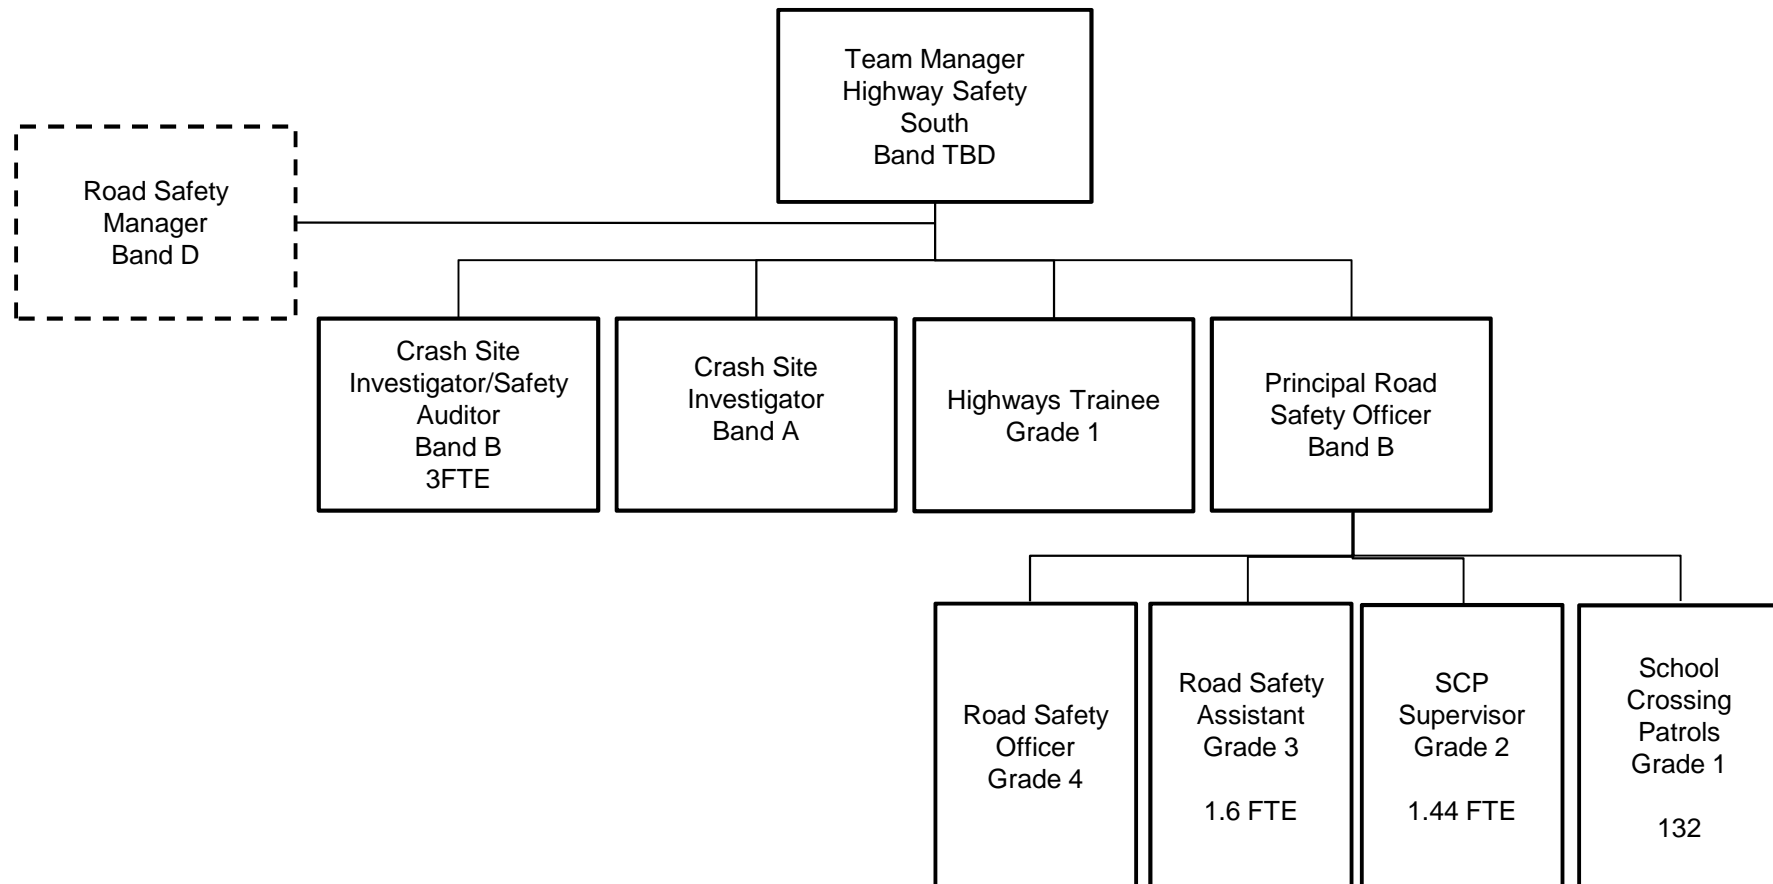 Team Manager
Highway Safety
South
Band TBD
Road Safety
Manager
Band D
Crash Site
Investigator/Safety
Auditor
Band B
3FTE
Crash Site
Investigator
Band A
Highways Trainee
Grade 1
Principal Road
Safety Officer
Band B
Road Safety
Officer
Grade 4
Road Safety
Assistant
Grade 3
1.6 FTE
SCP
Supervisor
Grade 2
1.44 FTE
School
Crossing
Patrols
Grade 1
132